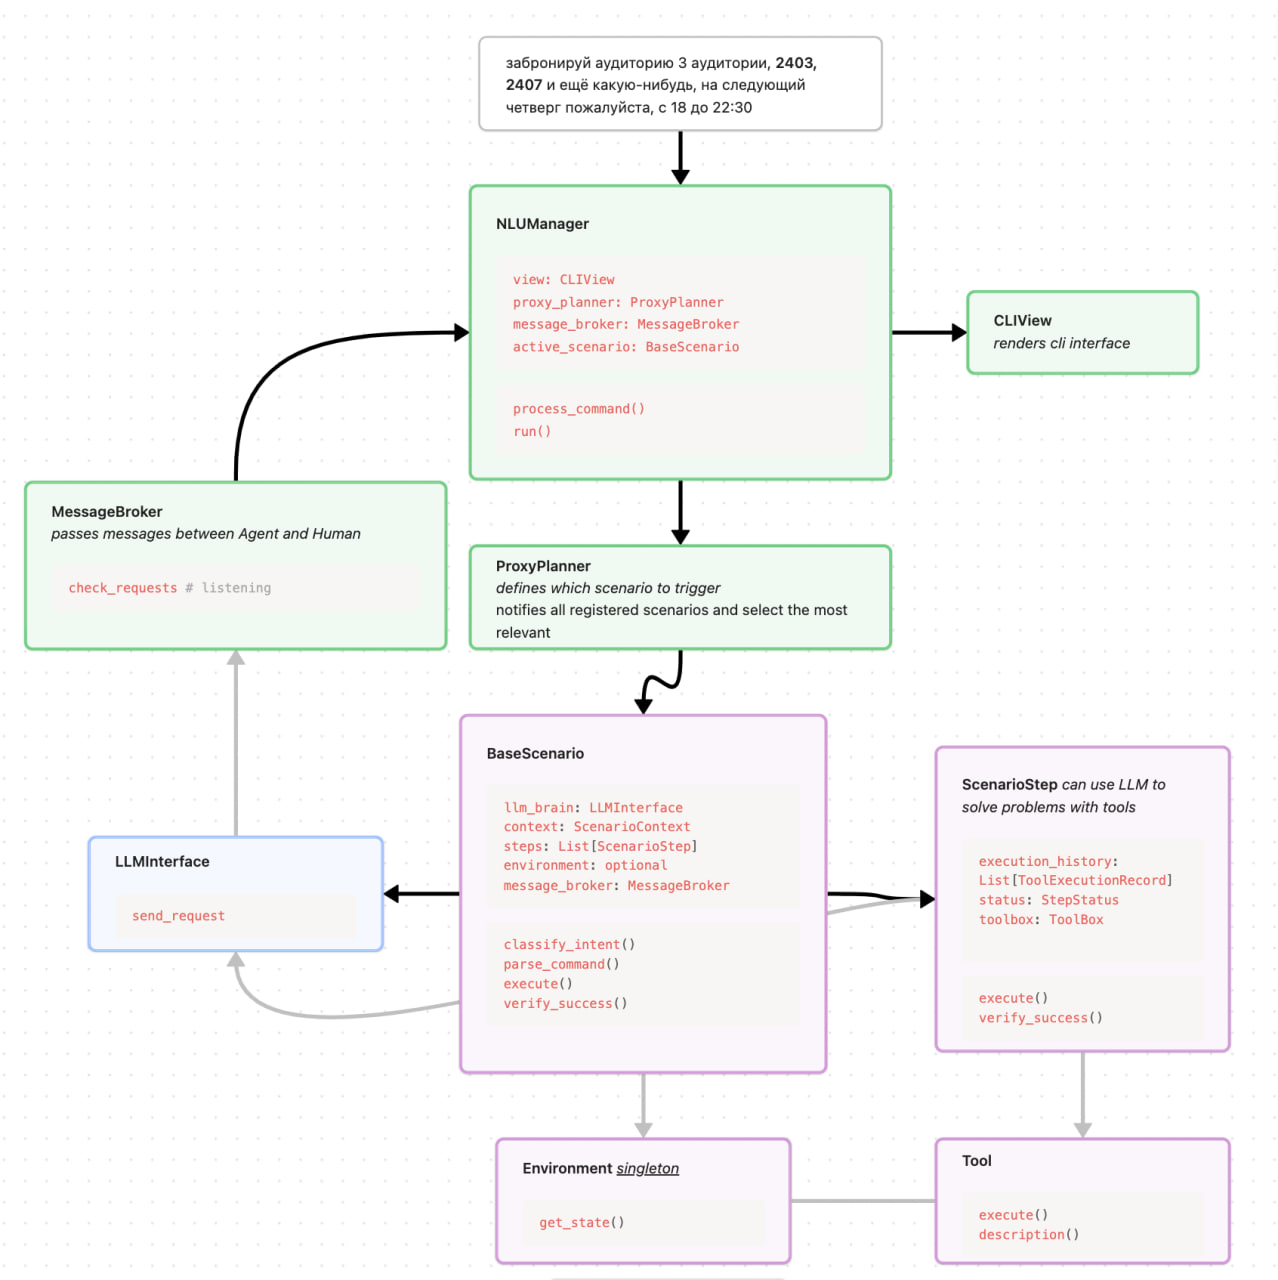 забронируй аудиторию 3 аудитории, 2403,
2407 и ещё какую-нибудь, на следующий
четверг пожалуйста, с 18 до 22:30
NLUManager
view: CLIView
proxy_planner: ProxyPlanner
message_broker: MessageBroker
active_scenario: BaseScenario
process_command()
run()
CLIView
renders cli interface
MessageBroker
passes messages between Agent and Human
check_requests # listening
ProxyPlanner
defines which scenario to trigger
notifies all registered scenarios and select the most
relevant
BaseScenario
llm_brain: LLMInterface
context: ScenarioContext
steps: List[ScenarioStep]
environment: optional
message_broker: MessageBroker
classify_intent()
parse_command()
execute()
verify_success()
ScenarioStep can use LLM to
solve problems with tools
execution_history:
List[ToolExecutionRecord]
status: StepStatus
toolbox: ToolBox
execute()
verify_success()
LLMInterface
send_request
Environment singleton
get_state()
Tool
execute()
description()